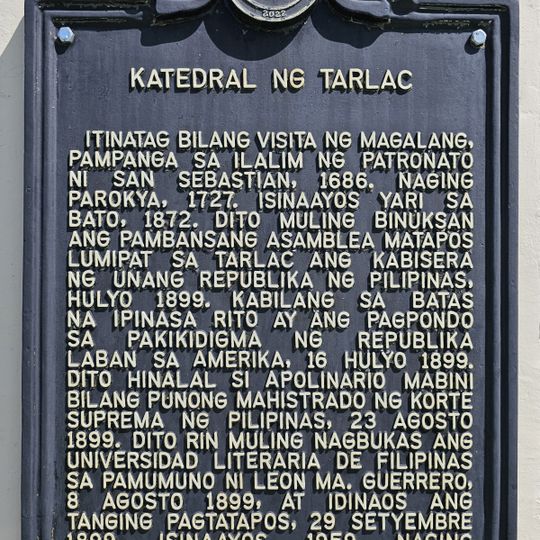 2022
KATEDRAL NG TARLAC
ITINATAG BILANG VISITA NG MAGALANG,
PAMPANGA SA ILALIM NG PATRONATO
NI SAN SEBASTIAN, 1686. NAGING
PAROKYA, 1727. ISINAAYOS YARI SA
BATO, 1872. DITO MULING BINUKSAN
ANG PAMBANSANG ASAMBLEA MATAPOS
LUMIPAT SA TARLAC ANG KABISERA
NG UNANG REPUBLIKA NG PILIPINAS,
HULYO 1899. KABILANG SA BATAS
NA IPINASA RITO AY ANG PAGPONDO
SA PAKIKIDIGMA NG REPUBLIKA
LABAN SA AMERIKA, 16 HULYO 1899.
DITO HINALAL SI APOLINARIO MABINI
BILANG PUNONG MAHISTRADO NG KORTE
SUPREMA NG PILIPINAS, 23 AGOSTO
1899. DITO RIN MULING NAGBUKAS ANG
UNIVERSIDAD LITERARIA DE FILIPINAS
SA PAMUMUNO NI LEON MA. GUERRERO,
8 AGOSTO 1899, AT IDINAOS ANG
TANGING PAGTATAPOS, 29 SETYEMBRE
1899. ISINAAYOS, 1959. NAGING